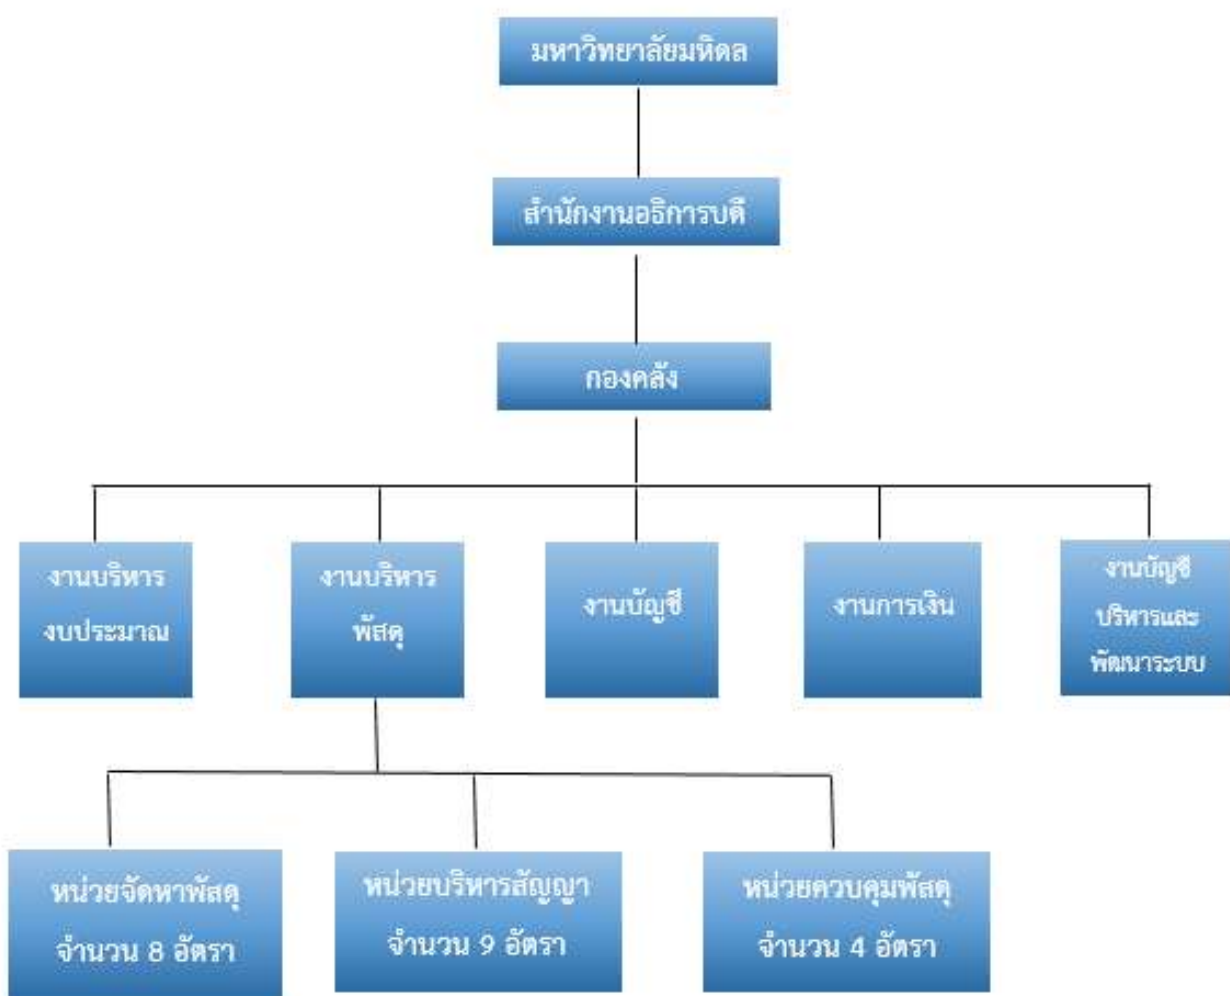 มหาวิทยาลัยมหิดล
สำนักงานอธิการบดี
กองคลัง
งานบริหาร
งบประมาณ
งานบริหาร
พัสดุ
งานบัญชี
งานการเงิน
งานบัญชี
บริหารและ
พัฒนาระบบ
หน่วยจัดหาพัสดุ
จำนวน 8 อัตรา
หน่วยบริหารสัญญา
จำนวน 9 อัตรา
หน่วยควบคุมพัสดุ
จำนวน 4 อัตรา